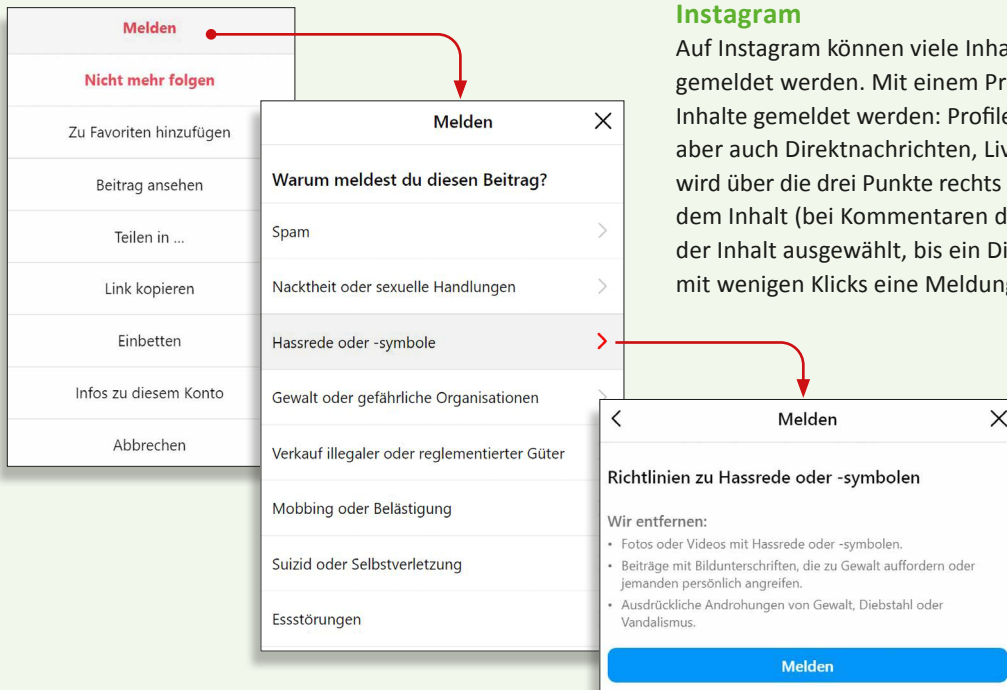 Melden
Nicht mehr folgen
Zu Favoriten hinzufügen
Beitrag ansehen
Teilen in ...
Link kopieren
Einbetten
Infos zu diesem Konto
Abbrechen
Melden
Warum meldest du diesen Beitrag?
Spam
Nacktheit oder sexuelle Handlungen
Hassrede oder -symbole
Gewalt oder gefährliche Organisationen
Verkauf illegaler oder reglementierter Güter
Mobbing oder Belästigung
Suizid oder Selbstverletzung
Essstörungen
Instagram
Auf Instagram können viele
gemeldet werden. Mit einem
Inhalte gemeldet werden:
aber auch Direktnachrichten,
wird über die drei Punkte rechts
dem Inhalt (bei Kommentaren
der Inhalt ausgewählt, bis ein
mit wenigen Klicks eine
Melden
Richtlinien zu Hassrede oder -symbolen
Wir entfernen:
• Fotos oder Videos mit Hassrede oder -symbolen.
• Beiträge mit Bildunterschriften, die zu Gewalt auffordern oder
jemanden persönlich angreifen.
• Ausdrückliche Androhungen von Gewalt, Diebstahl oder
Vandalismus.
Melden